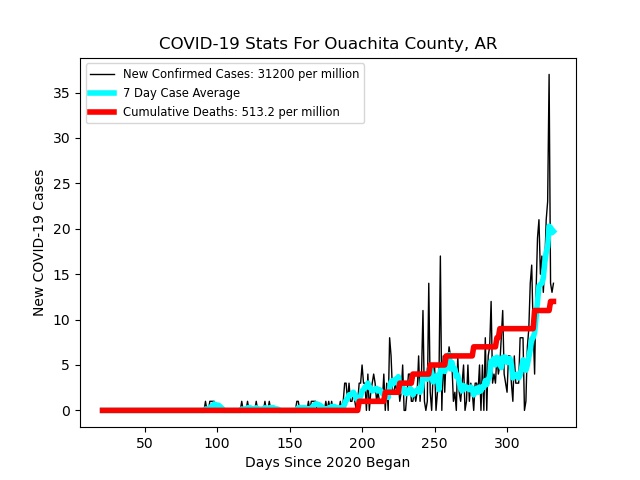 COVID-19 Stats For Ouachita County, AR
New Confirmed Cases: 31200 per million
7 Day Case Average
Cumulative Deaths: 513.2 per million
New COVID-19 Cases
35
30
25
20
15
10
5
0
50 100 150 200 250 300
Days Since 2020 Began